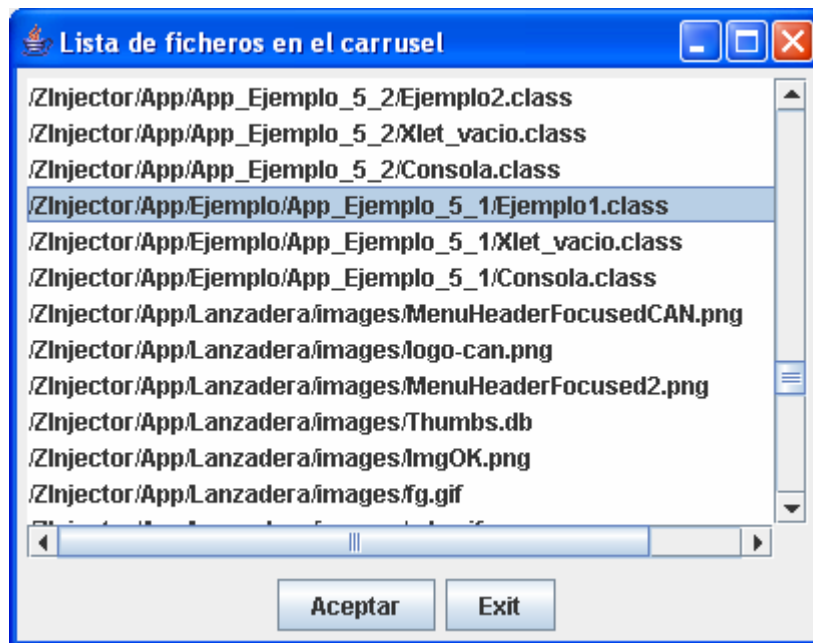 Lista de ficheros en el carrusel
/ZInjector/App/App_Ejemplo_5_2/Ejemplo2.class
/ZInjector/App/App_Ejemplo_5_2/Xlet_vacio.class
/ZInjector/App/App_Ejemplo_5_2/Consola.class
/ZInjector/App/Ejemplo/App_Ejemplo_5_1/Ejemplo1.class
/ZInjector/App/Ejemplo/App_Ejemplo_5_1/Xlet_vacio.class
/ZInjector/App/Ejemplo/App_Ejemplo_5_1/Consola.class
/ZInjector/App/Lanzadera/images/MenuHeaderFocusedCAN.png
/ZInjector/App/Lanzadera/images/logo-can.png
/ZInjector/App/Lanzadera/images/MenuHeaderFocused2.png
/ZInjector/App/Lanzadera/images/Thumbs.db
/ZInjector/App/Lanzadera/images/ImgOK.png
/ZInjector/App/Lanzadera/images/fg.gif
Aceptar Exit